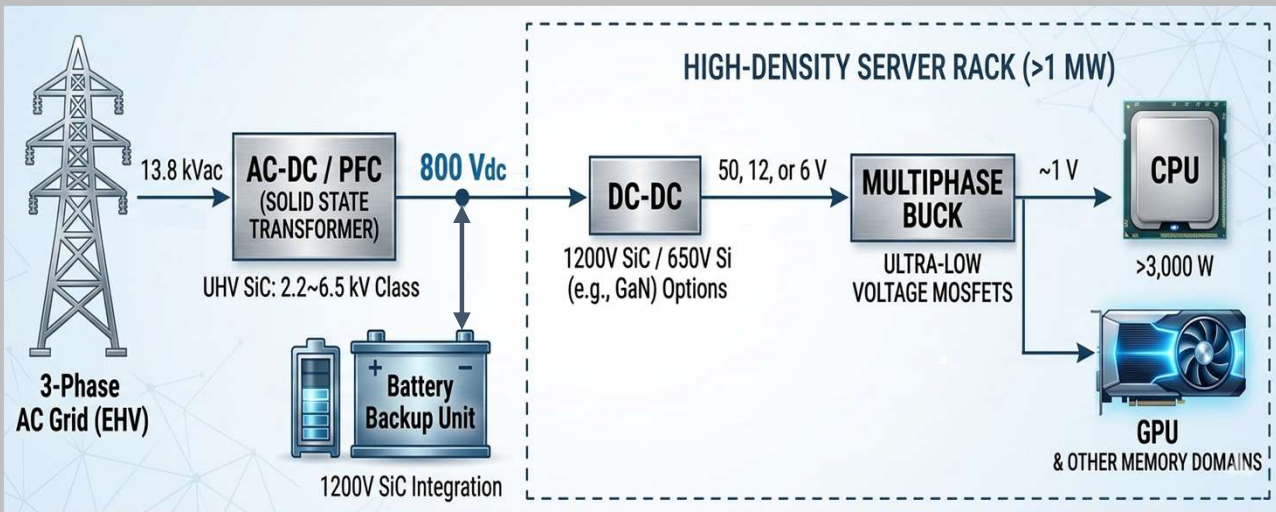 HIGH-DENSITY SERVER RACK (>1 MW)
13.8 kVac
AC-DC / PFC
(SOLID STATE
TRANSFORMER)
UHV SiC: 2.2~6.5 kV Class
800 Vdc
DC-DC
1200V SiC / 650V Si
(e.g., GaN) Options
50, 12, or 6 V
MULTIPHASE
BUCK
ULTRA-LOW
VOLTAGE MOSFETS
~1 V
CPU
>3,000 W
3-Phase
AC Grid (EHV)
+ −
Battery
Backup Unit
1200V SiC Integration
GPU
& OTHER MEMORY DOMAINS